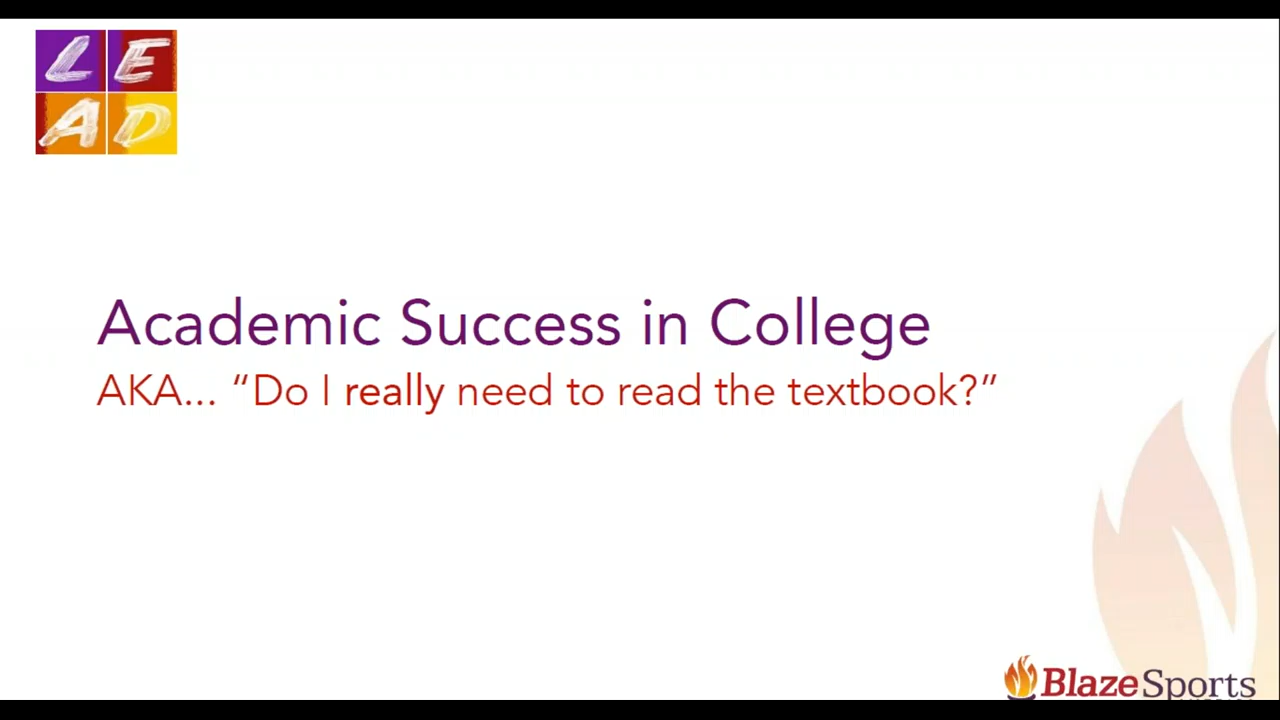 LE
AD
Academic Success in College
AKA... “Do I really need to read the textbook?”
BlazeSports